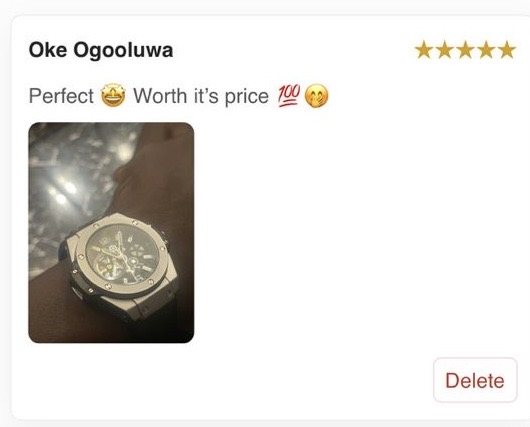 Oke Ogooluwa ★★★★★
Perfect 🤩 Worth it’s price 💯🤭
Delete